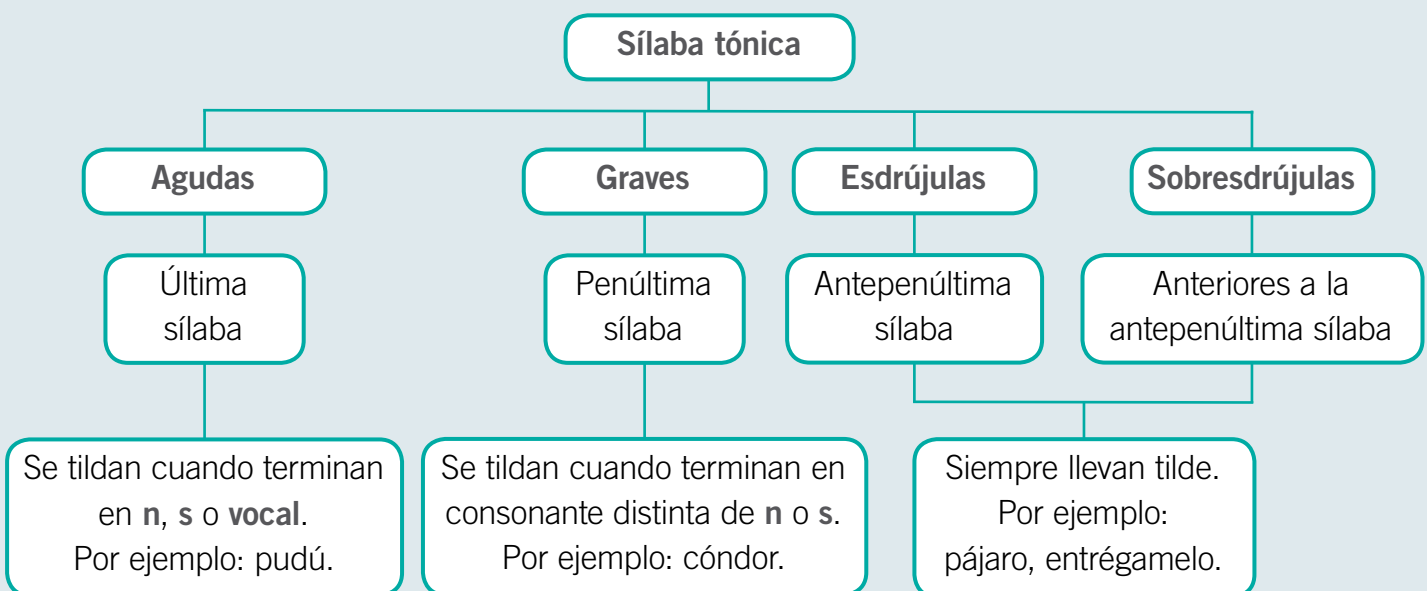 Sílaba tónica
Agudas
Graves
Esdrújulas
Sobresdrújulas
Última
sílaba
Penúltima
sílaba
Antepenúltima
sílaba
Anteriores a la
antepenúltima sílaba
Se tildan cuando terminan
en n, s o vocal.
Por ejemplo: pudú.
Se tildan cuando terminan en
consonante distinta de n o s.
Por ejemplo: cóndor.
Siempre llevan tilde.
Por ejemplo:
pájaro, entrégamelo.